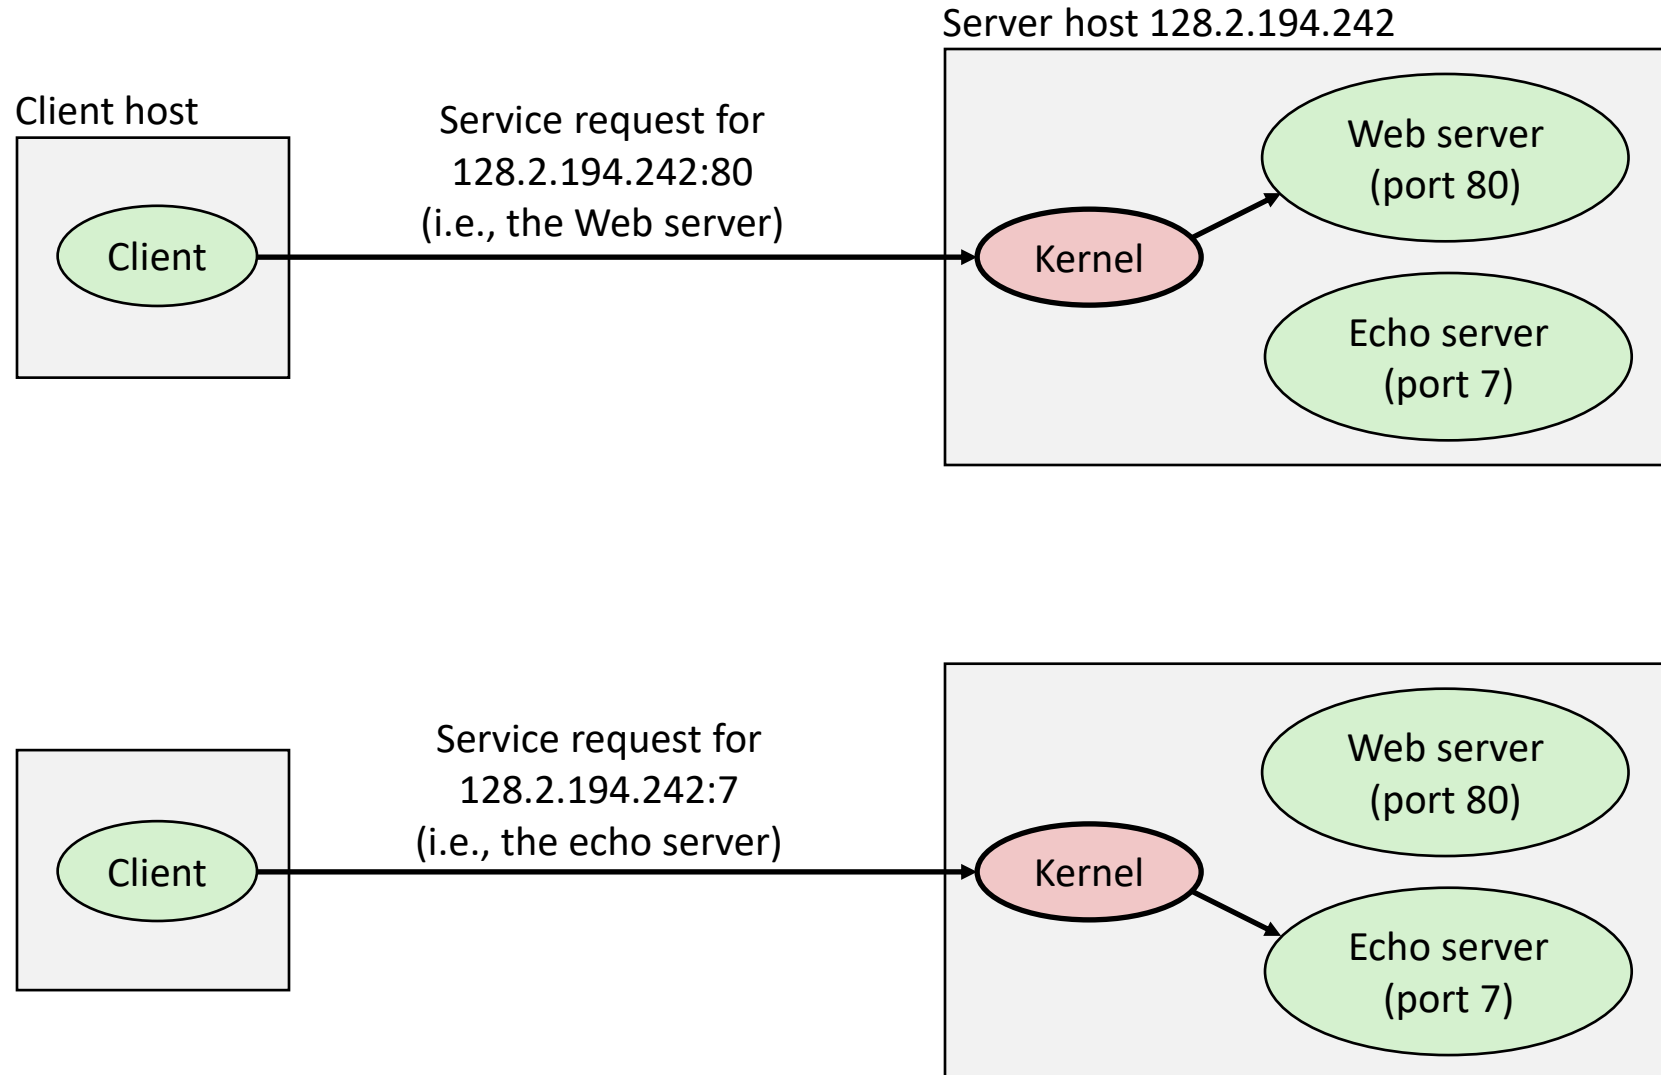 Server host 128.2.194.242
Client host
Service request for
128.2.194.242:80
(i.e., the Web server)
Client
Kernel
Web server
(port 80)
Echo server
(port 7)
Service request for
128.2.194.242:7
(i.e., the echo server)
Client
Kernel
Web server
(port 80)
Echo server
(port 7)